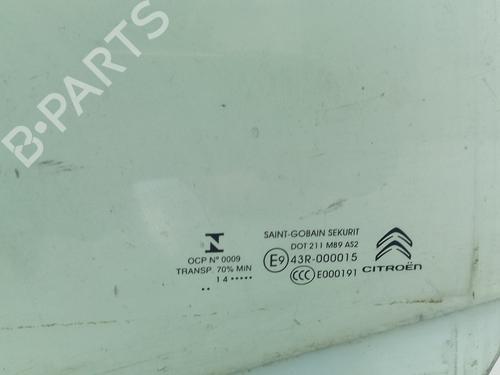 B-PARTS
N
OCP N° 0009
TRANSP. 70% MIN
14 •••••
••
SAINT-GOBAIN SEKURIT
DOT 211 M89 AS2
E9 43R-000015
CCC E000191
CITROËN